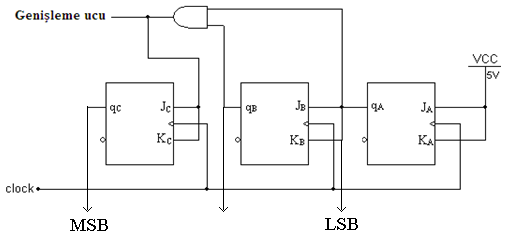 Genişleme ucu
VCC
5V
qC
JC
KC
qB
JB
KB
qA
JA
KA
clock
MSB
LSB